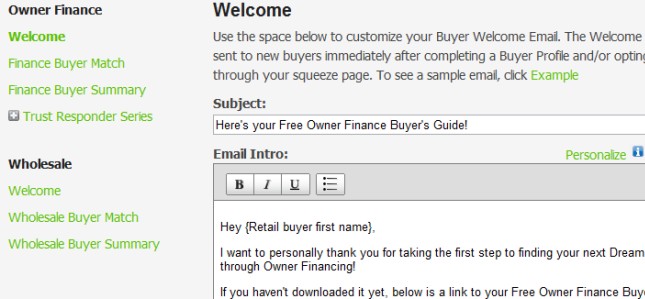 Owner Finance
Welcome
Finance Buyer Match
Finance Buyer Summary
Trust Responder Series
Wholesale
Welcome
Wholesale Buyer Match
Wholesale Buyer Summary
Welcome
Use the space below to customize your Buyer Welcome Email. The Welcome
sent to new buyers immediately after completing a Buyer Profile and/or opting
through your squeeze page. To see a sample email, click Example
Subject:
Here's your Free Owner Finance Buyer's Guide!
Email Intro:
Personalize
B I U
Hey {Retail buyer first name},
I want to personally thank you for taking the first step to finding your next Dream
through Owner Financing!
If you haven't downloaded it yet, below is a link to your Free Owner Finance Buye